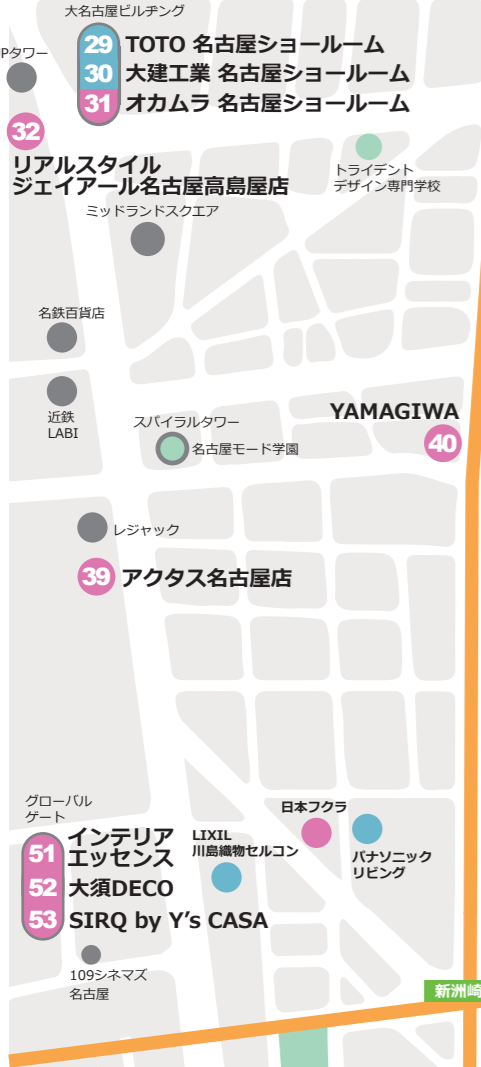 大名古屋ビルヂング
29 TOTO 名古屋ショールーム
30 大建工業 名古屋ショールーム
31 オカムラ 名古屋ショールーム
Pタワー
32
リアルスタイル
ジェイアール名古屋高島屋店
トライデント
デザイン専門学校
ミッドランドスクエア
名鉄百貨店
近鉄
LABI
スパイラルタワー
名古屋モード学園
YAMAGIWA
40
レジャック
39 アクタス名古屋店
グローバル
ゲート
51 インテリア
エッセンス
52 大須DECO
53 SIRQ by Y's CASA
LIXIL
川島織物セルコン
日本フクラ
パナソニック
リビング
109シネマズ
名古屋
新洲崎